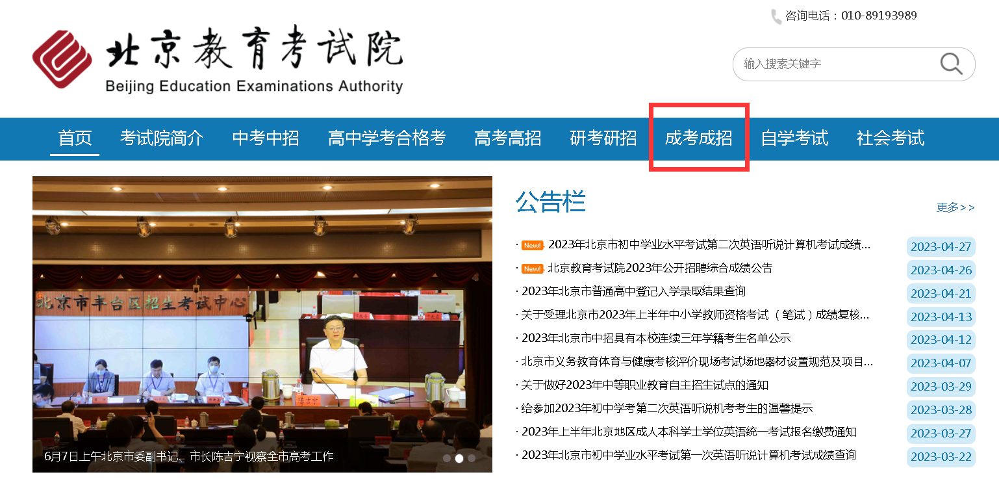 咨询电话：010-89193989
北京教育考试院
Beijing Education Examinations Authority
输入搜索关键字
首页 考试院简介 中考中招 高中学考合格考 高考高招 研考研招 成考成招 自学考试 社会考试
公告栏
更多>>
· New! 2023年北京市初中学业水平考试第二次英语听说计算机考试成绩... 2023-04-27
· New! 北京教育考试院2023年公开招聘综合成绩公告 2023-04-26
· 2023年北京市普通高中登记入学录取结果查询 2023-04-21
· 关于受理北京市2023年上半年中小学教师资格考试（笔试）成绩复核... 2023-04-13
· 2023年北京市中招具有本校连续三年学籍考生名单公示 2023-04-12
· 北京市义务教育体育与健康考核评价现场考试场地器材设置规范及项目... 2023-04-07
· 关于做好2023年中等职业教育自主招生试点的通知 2023-03-29
· 给参加2023年初中学考第二次英语听说机考考生的温馨提示 2023-03-28
· 2023年上半年北京地区成人本科学士学位英语统一考试报名缴费通知 2023-03-27
· 2023年北京市初中学业水平考试第一次英语听说计算机考试成绩查询 2023-03-22
北京市丰台区招生考试中心
陈吉宁
6月7日上午北京市委副书记、市长陈吉宁视察全市高考工作